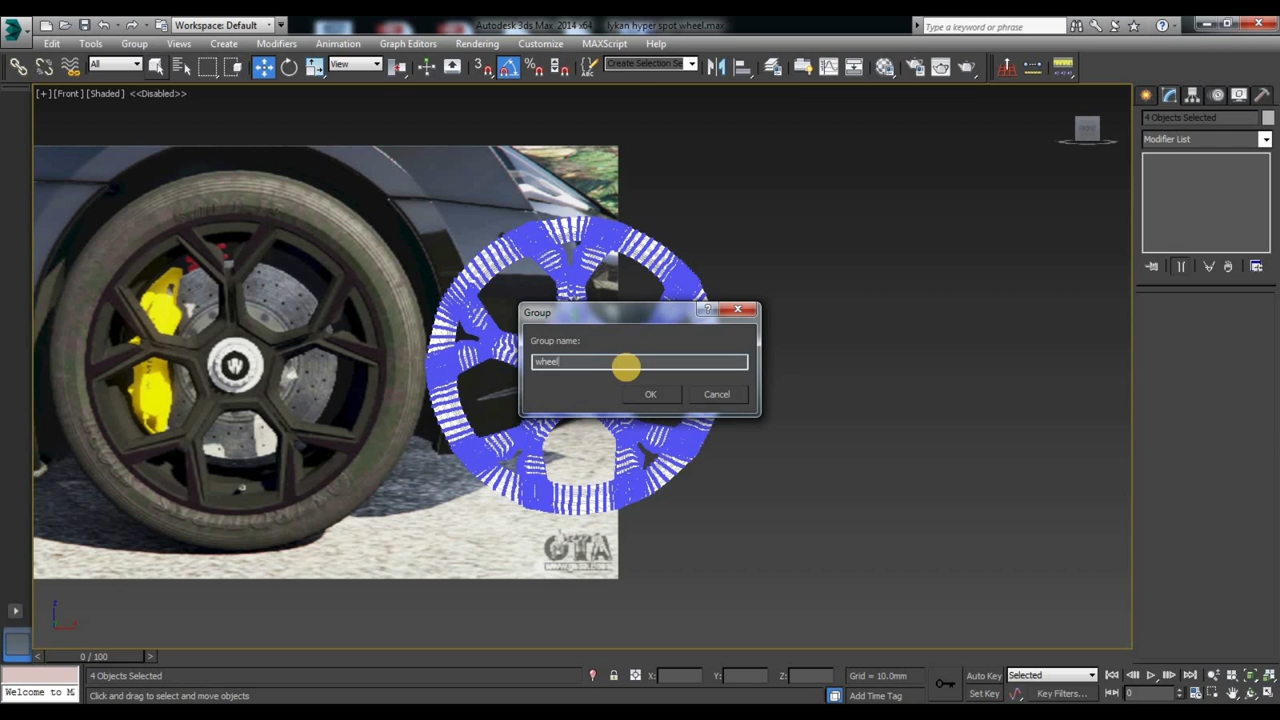 Workspace: Default
Autodesk 3ds Max 2014 x64
lykan hyper spot wheel.max
Type a keyword or phrase
Edit Tools Group Views Create Modifiers Animation Graph Editors Rendering Customize MAXScript Help
All
View
3
%
Create Selection Se
[+] [Front] [Shaded] <<Disabled>>
4 Objects Selected
Modifier List
Group
Group name:
wheel
OK
Cancel
GTA
z
x
0 / 100
4 Objects Selected
X:
Y:
Z:
Grid = 10.0mm
Auto Key
Selected
Welcome to M
Click and drag to select and move objects
Add Time Tag
Set Key
Key Filters...
0